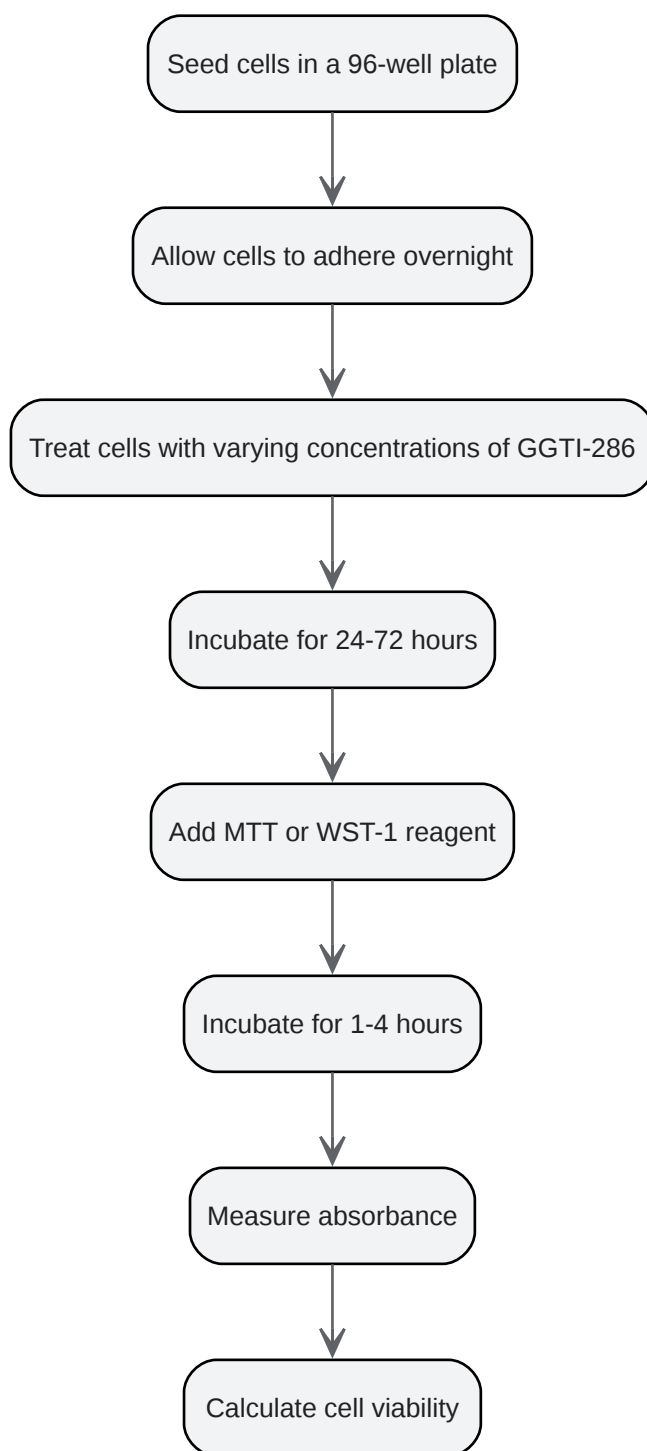 Seed cells in a 96-well plate
Allow cells to adhere overnight
Treat cells with varying concentrations of GGTI-286
Incubate for 24-72 hours
Add MTT or WST-1 reagent
Incubate for 1-4 hours
Measure absorbance
Calculate cell viability